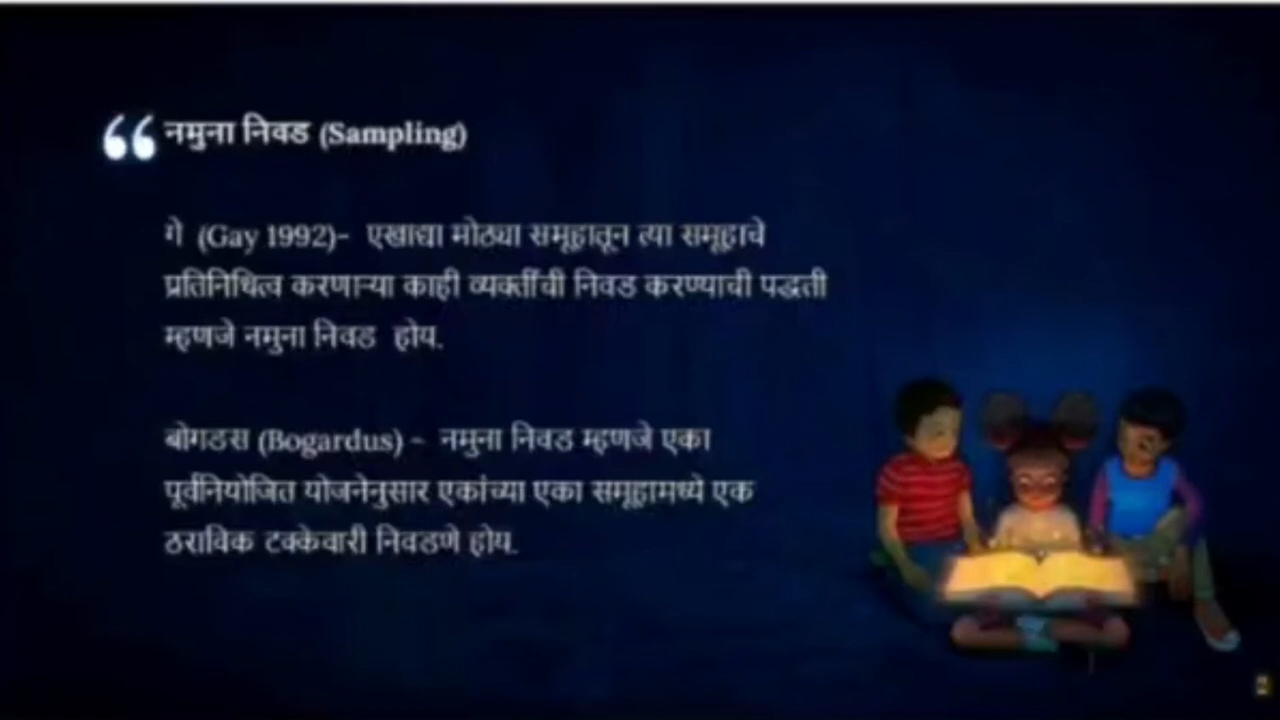 “ नमुना निवड (Sampling)
गे (Gay 1992)- एखाद्या मोठ्या समूहातून त्या समूहाचे
प्रतिनिधित्व करणाऱ्या काही व्यक्तींची निवड करण्याची पद्धती
म्हणजे नमुना निवड होय.
बोगडस (Bogardus) - नमुना निवड म्हणजे एका
पूर्वनियोजित योजनेनुसार एकांच्या एका समूहामध्ये एक
ठराविक टक्केवारी निवडणे होय.